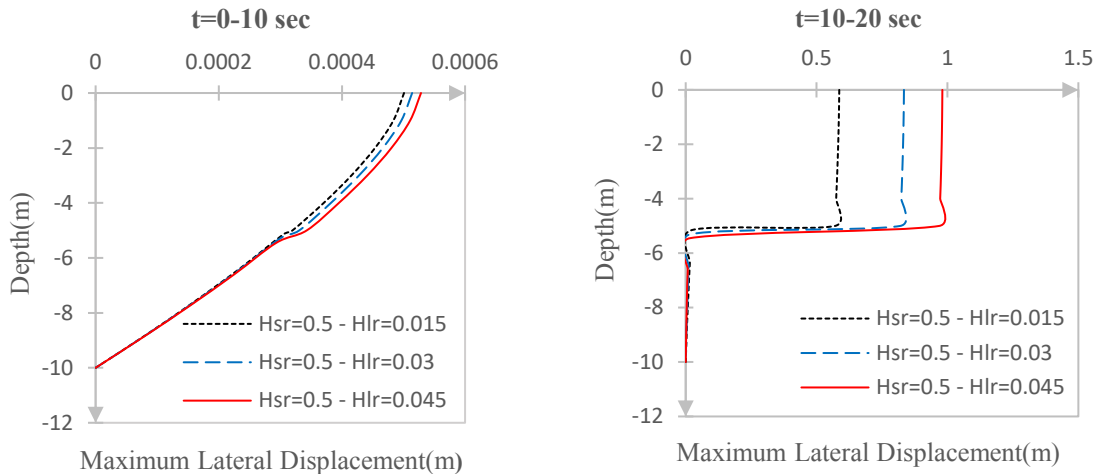 t=0-10 sec
0 0.0002 0.0004 0.0006
0
-2
-4
-6
-8
-10
-12
Depth(m)
Hsr=0.5 - Hlr=0.015
Hsr=0.5 - Hlr=0.03
Hsr=0.5 - Hlr=0.045
Maximum Lateral Displacement(m)
t=10-20 sec
0 0.5 1 1.5
0
-2
-4
-6
-8
-10
-12
Depth(m)
Hsr=0.5 - Hlr=0.015
Hsr=0.5 - Hlr=0.03
Hsr=0.5 - Hlr=0.045
Maximum Lateral Displacement(m)